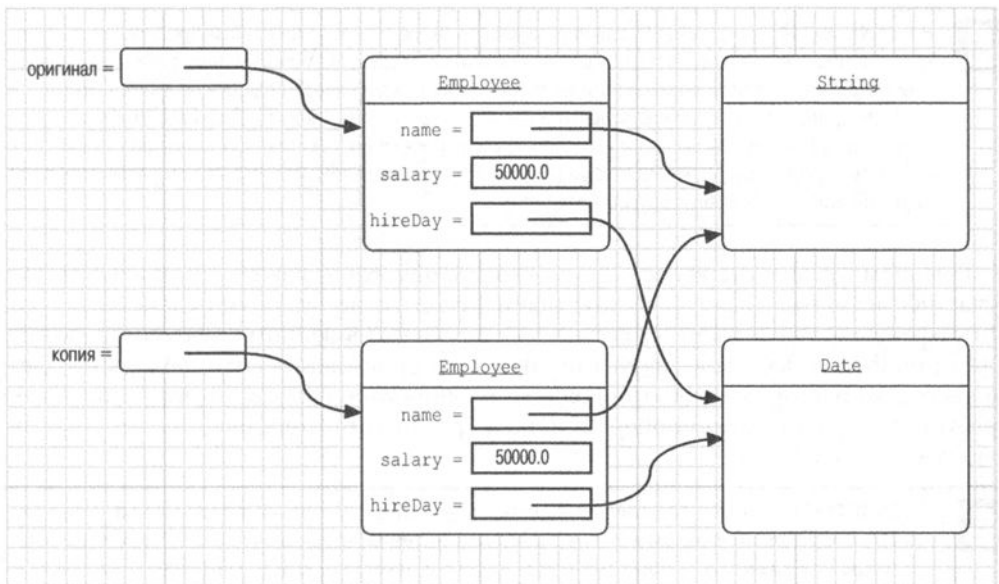 оригинал =
Employee
name =
salary = 50000.0
hireDay =
String
копия =
Employee
name =
salary = 50000.0
hireDay =
Date